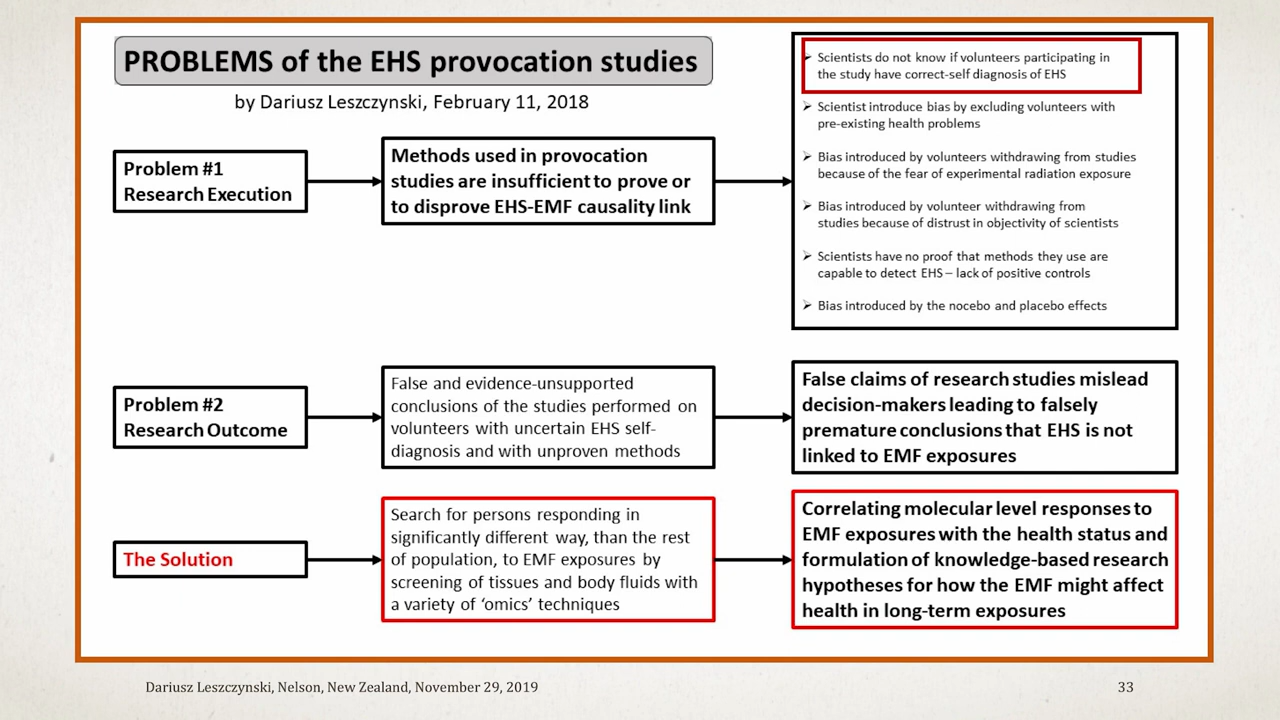 PROBLEMS of the EHS provocation studies
by Dariusz Leszczynski, February 11, 2018
Problem #1
Research Execution
Methods used in provocation
studies are insufficient to prove or
to disprove EHS-EMF causality link
➢ Scientists do not know if volunteers participating in
the study have correct-self diagnosis of EHS
➢ Scientist introduce bias by excluding volunteers with
pre-existing health problems
➢ Bias introduced by volunteers withdrawing from studies
because of the fear of experimental radiation exposure
➢ Bias introduced by volunteer withdrawing from
studies because of distrust in objectivity of scientists
➢ Scientists have no proof that methods they use are
capable to detect EHS – lack of positive controls
➢ Bias introduced by the nocebo and placebo effects
Problem #2
Research Outcome
False and evidence-unsupported
conclusions of the studies performed on
volunteers with uncertain EHS self-
diagnosis and with unproven methods
False claims of research studies mislead
decision-makers leading to falsely
premature conclusions that EHS is not
linked to EMF exposures
The Solution
Search for persons responding in
significantly different way, than the rest
of population, to EMF exposures by
screening of tissues and body fluids with
a variety of ‘omics’ techniques
Correlating molecular level responses to
EMF exposures with the health status and
formulation of knowledge-based research
hypotheses for how the EMF might affect
health in long-term exposures
Dariusz Leszczynski, Nelson, New Zealand, November 29, 2019
33